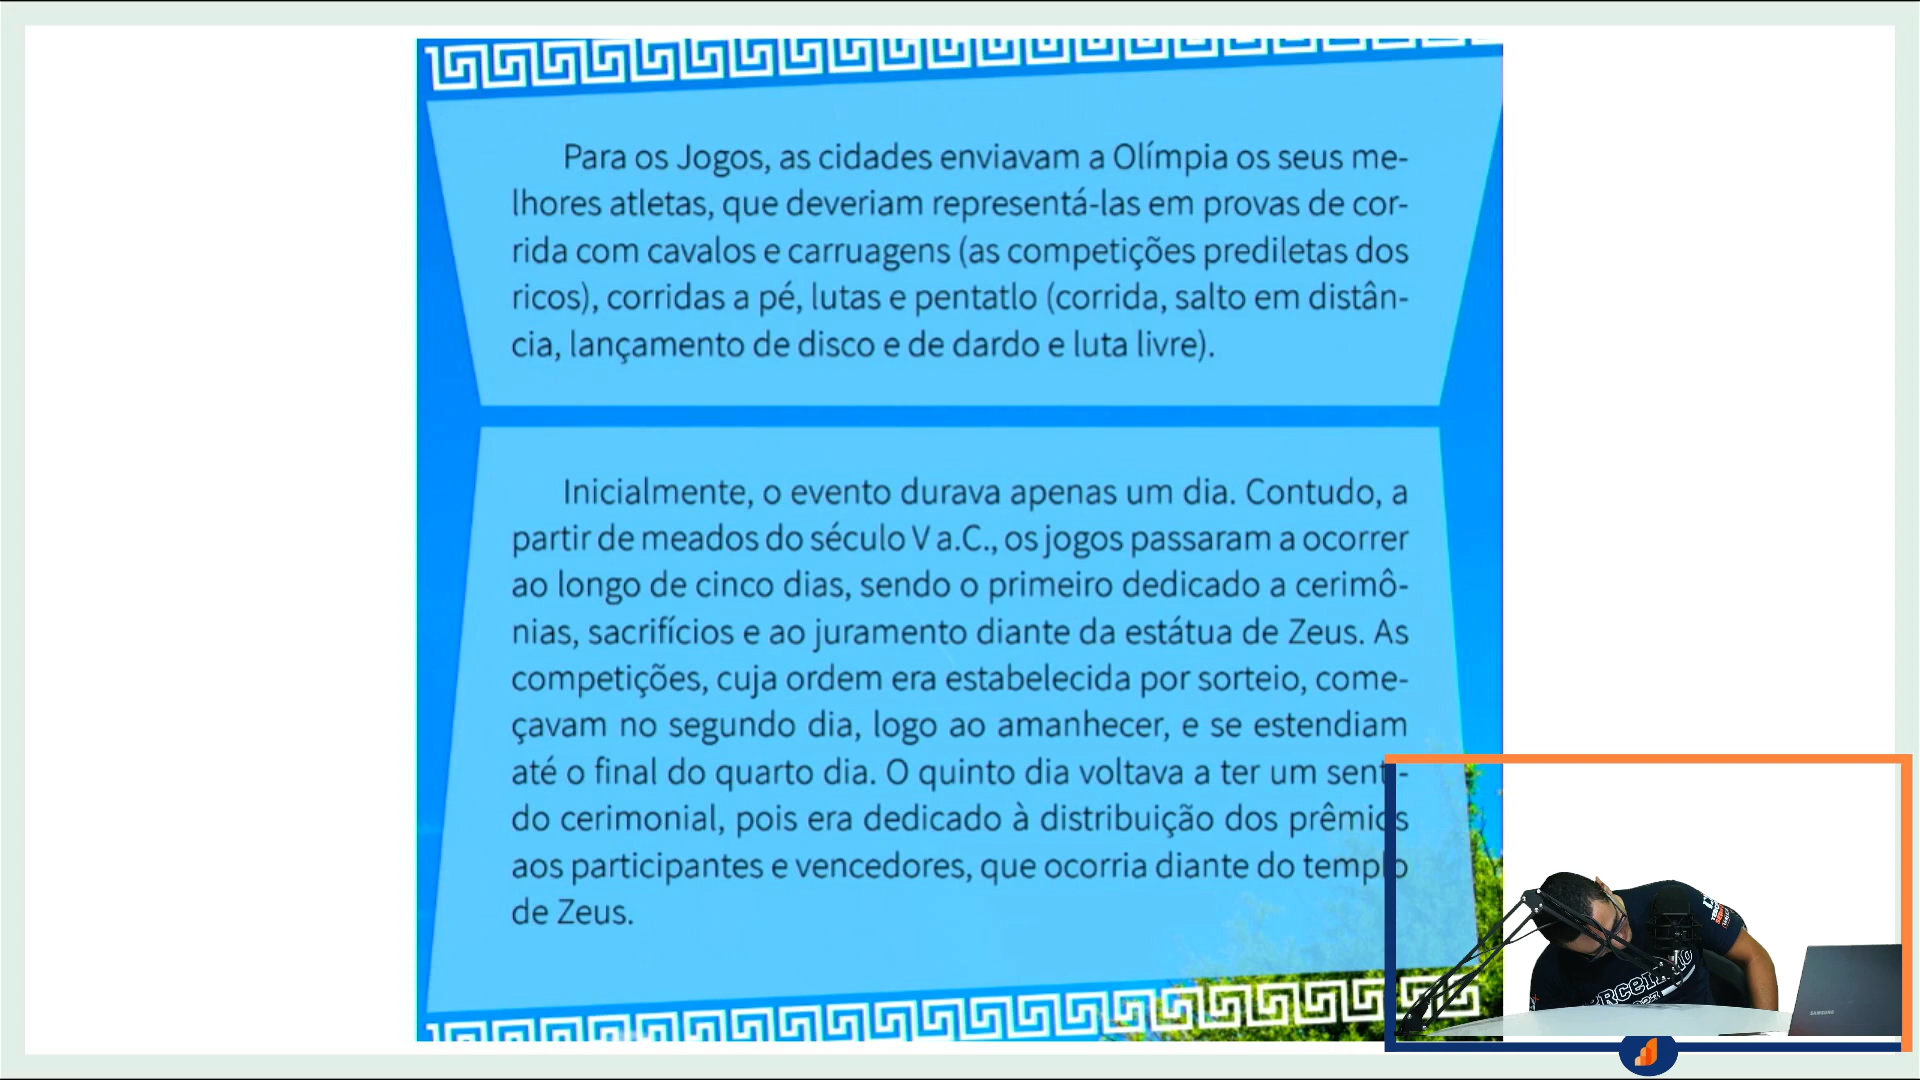 Para os Jogos, as cidades enviavam a Olímpia os seus me-
lhores atletas, que deveriam representá-las em provas de cor-
rida com cavalos e carruagens (as competições prediletas dos
ricos), corridas a pé, lutas e pentatlo (corrida, salto em distân-
cia, lançamento de disco e de dardo e luta livre).
Inicialmente, o evento durava apenas um dia. Contudo, a
partir de meados do século V a.C., os jogos passaram a ocorrer
ao longo de cinco dias, sendo o primeiro dedicado a cerimô-
nias, sacrifícios e ao juramento diante da estátua de Zeus. As
competições, cuja ordem era estabelecida por sorteio, come-
çavam no segundo dia, logo ao amanhecer, e se estendiam
até o final do quarto dia. O quinto dia voltava a ter um senti-
do cerimonial, pois era dedicado à distribuição dos prêmios
aos participantes e vencedores, que ocorria diante do templo
de Zeus.
SAMSUNG